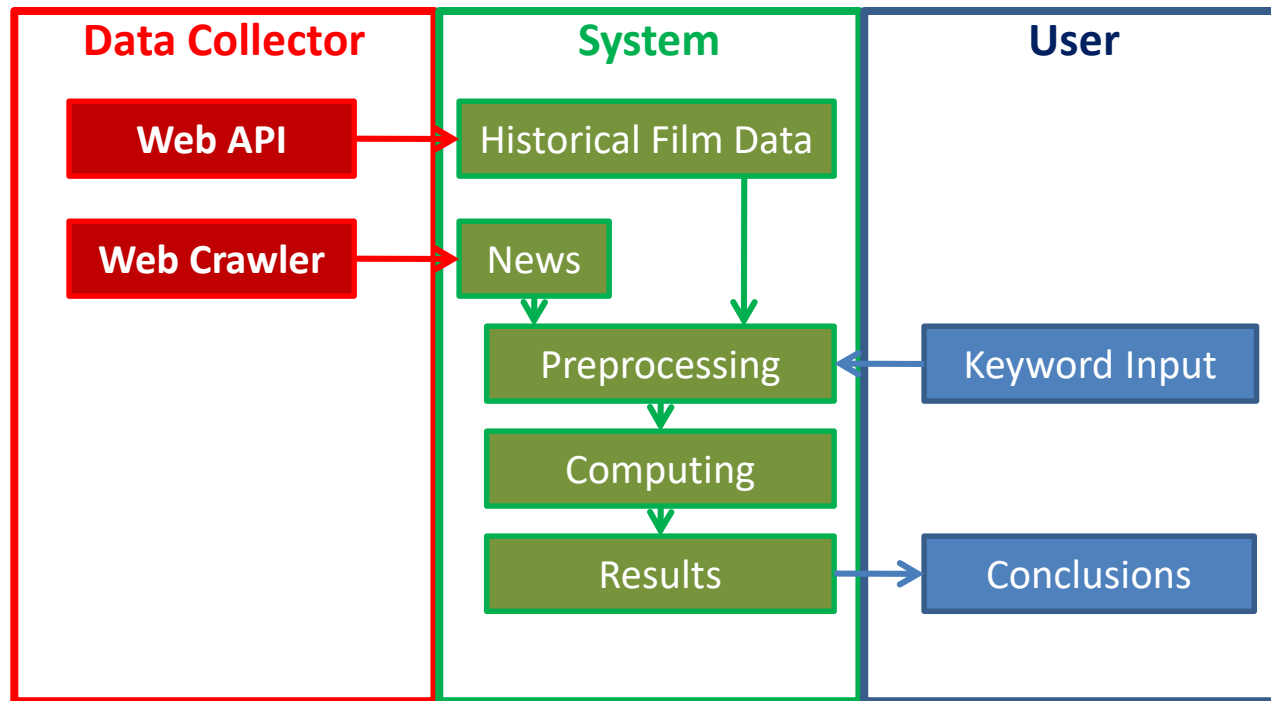 Data Collector
System
User
Web API
Historical Film Data
Web Crawler
News
Preprocessing
Keyword Input
Computing
Results
Conclusions